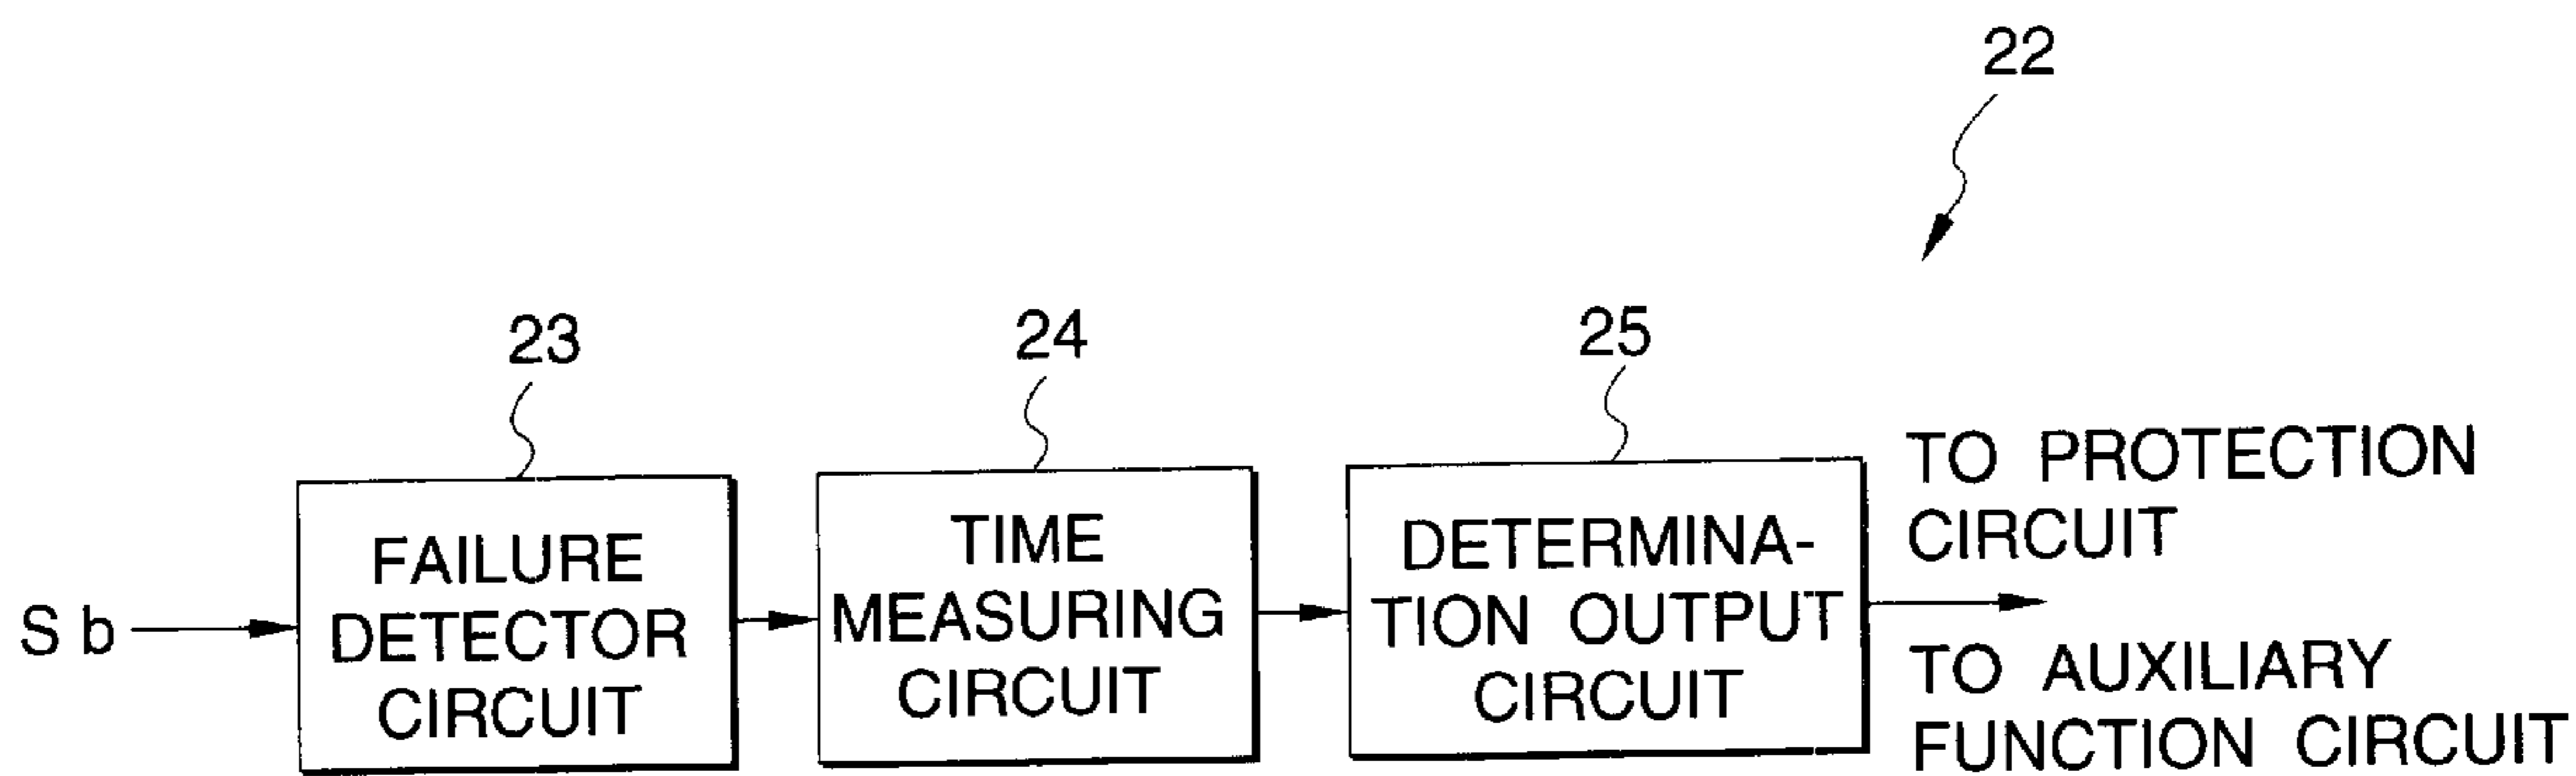 22
23
24
25
S b
FAILURE
DETECTOR
CIRCUIT
TIME
MEASURING
CIRCUIT
DETERMINA-
TION OUTPUT
CIRCUIT
TO PROTECTION
CIRCUIT
TO AUXILIARY
FUNCTION CIRCUIT